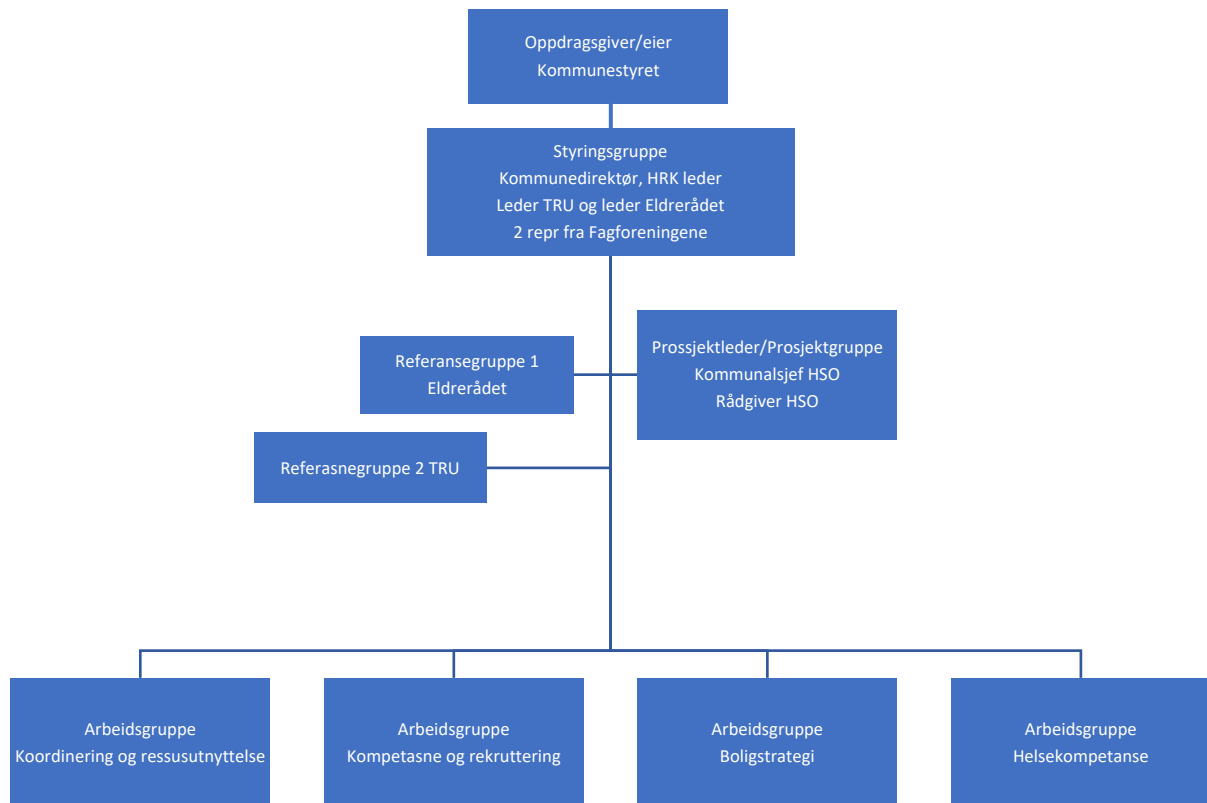 Oppdragsgiver/eier
Kommunestyret
Styringsgruppe
Kommunedirektør, HRK leder
Leder TRU og leder Eldrerådet
2 repr fra Fagforeningene
Referansegruppe 1
Eldrerådet
Prossjektleder/Prosjektgruppe
Kommunalsjef HSO
Rådgiver HSO
Referasnegruppe 2 TRU
Arbeidsgruppe
Koordinering og ressusutnyttelse
Arbeidsgruppe
Kompetasne og rekruttering
Arbeidsgruppe
Boligstrategi
Arbeidsgruppe
Helsekompetanse